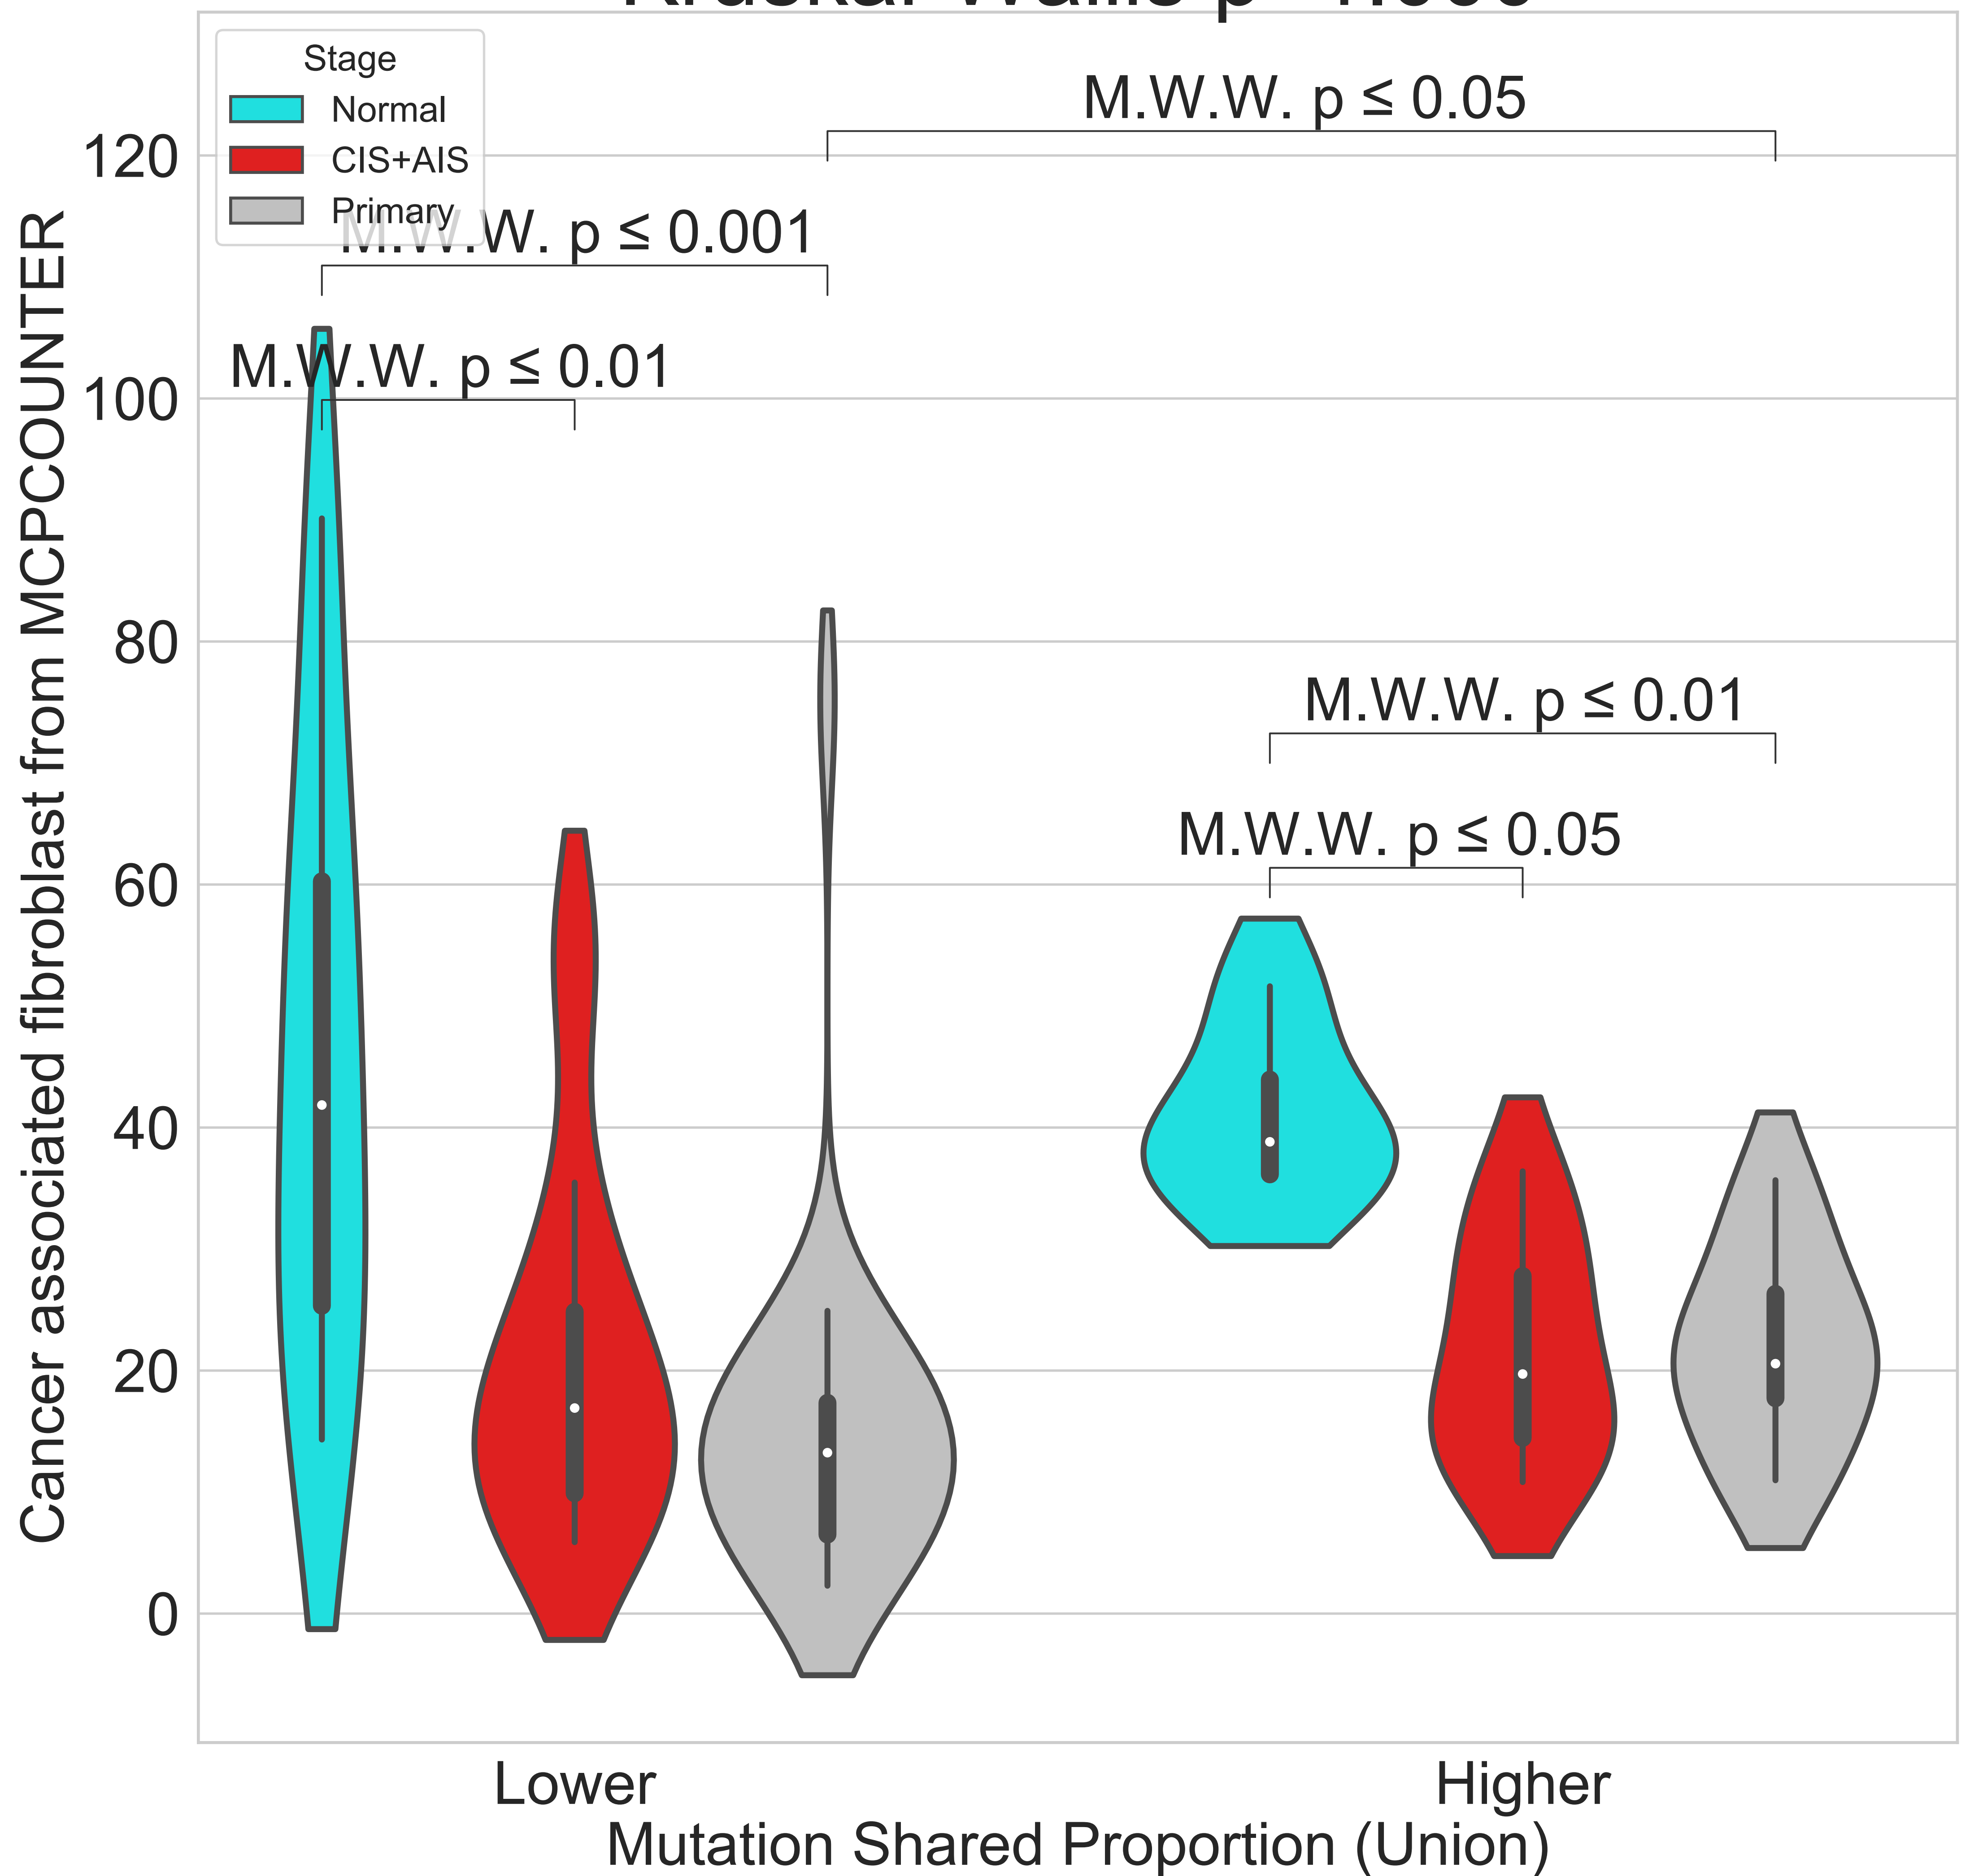 Stage
Normal
CIS+AIS
Primary
M.W.W. p ≤ 0.05
M.W.W. p ≤ 0.001
M.W.W. p ≤ 0.01
M.W.W. p ≤ 0.01
M.W.W. p ≤ 0.05
Cancer associated fibroblast from MCPCOUNTER
120
100
80
60
40
20
0
Lower
Higher
Mutation Shared Proportion (Union)